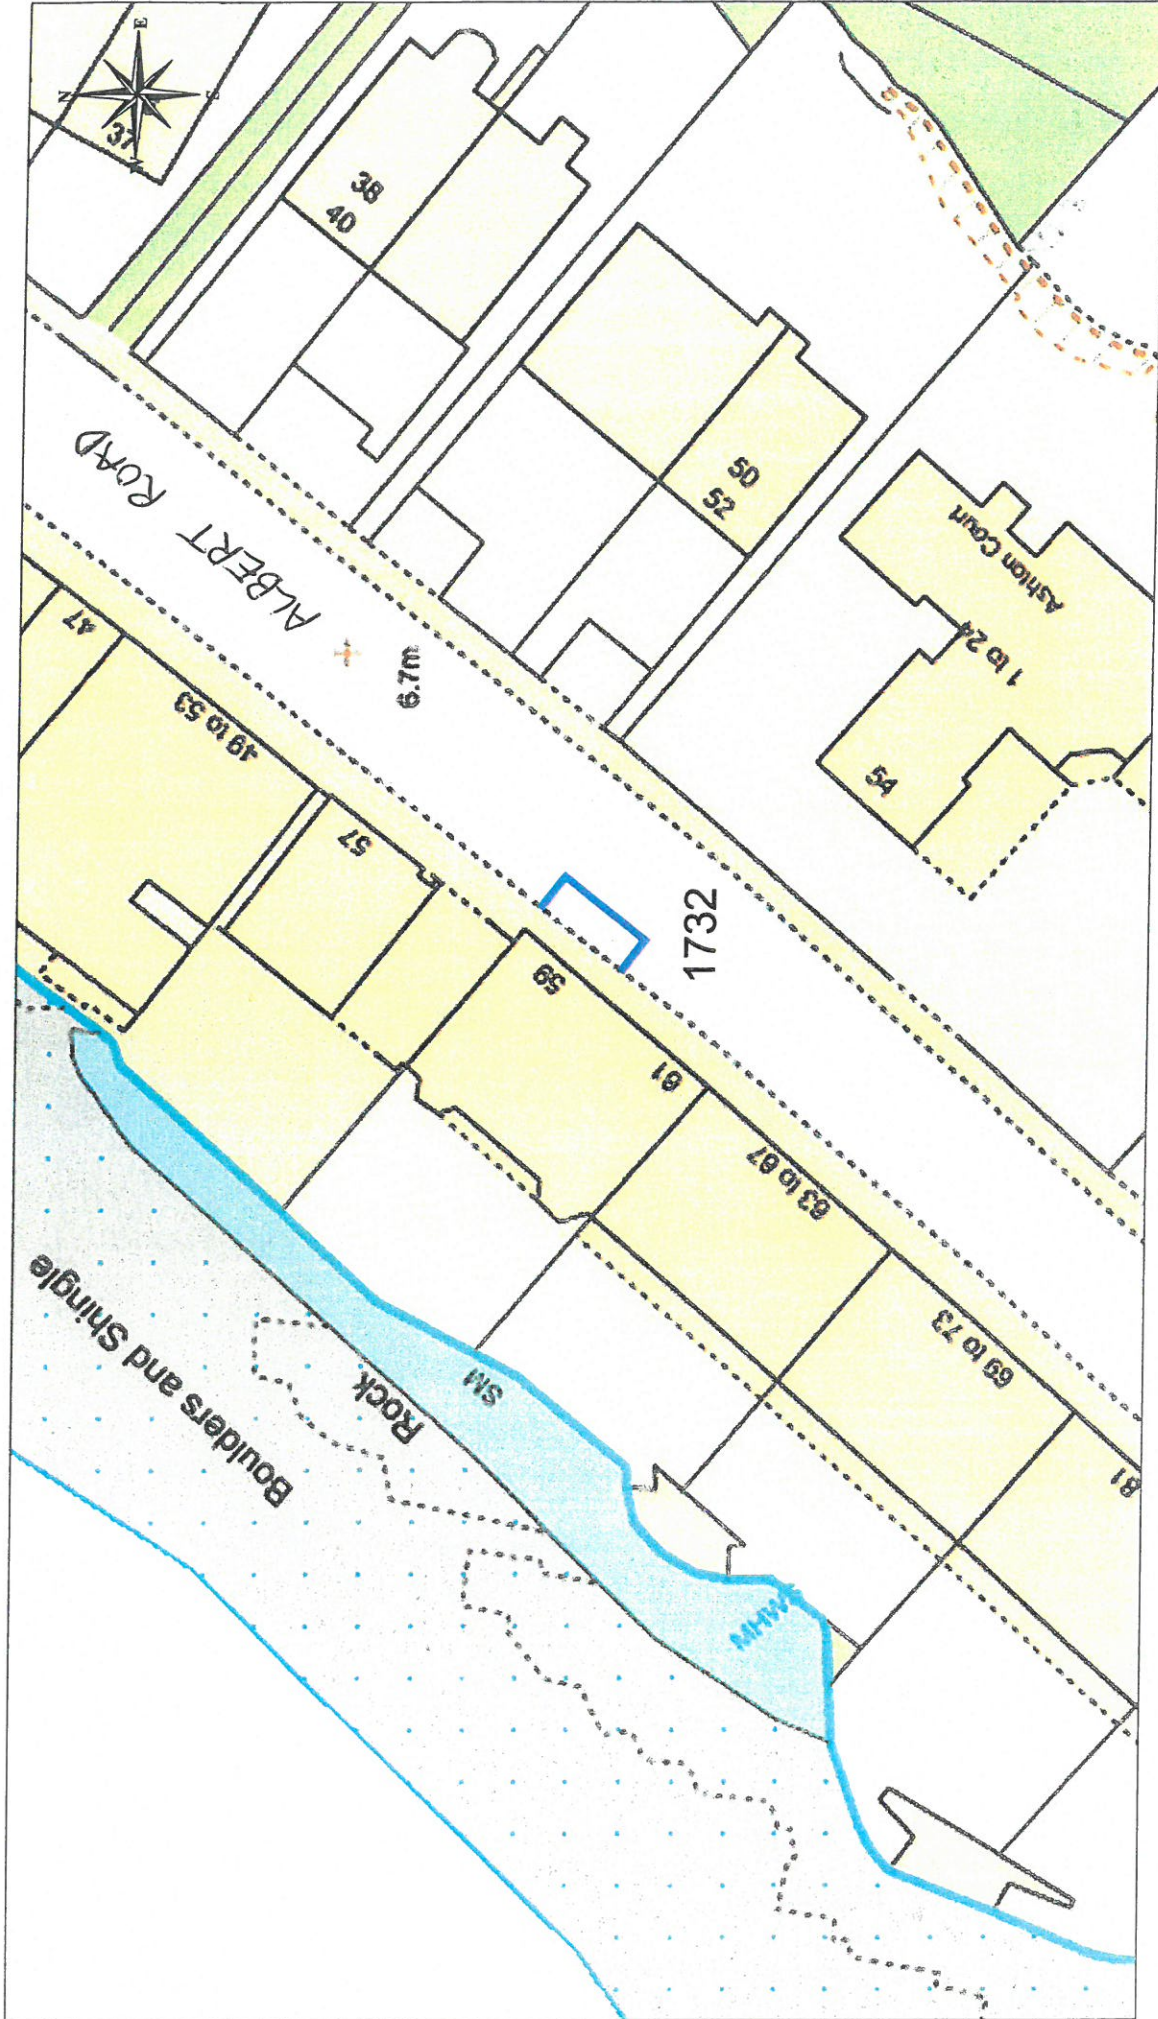 E
N
37
38
40
ALBERT ROAD
6.7m
47
49 to 53
57
59
61
63 to 67
69 to 73
81
50
52
Ashton Court
1 to 24
54
1732
Boulders and Shingle
Rock
SM
MHWS